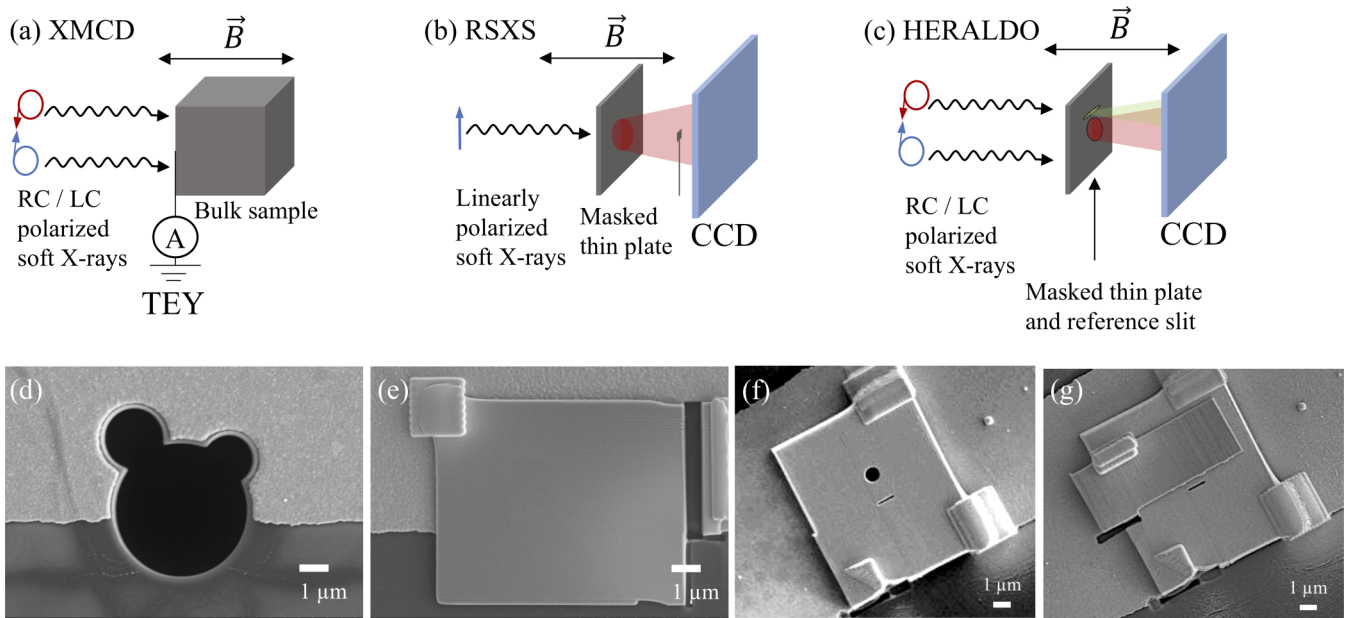 (a) XMCD
B
RC / LC
polarized
soft X-rays
Bulk sample
A
TEY
(b) RSXS
B
Linearly
polarized
soft X-rays
Masked
thin plate
CCD
(c) HERALDO
B
RC / LC
polarized
soft X-rays
CCD
Masked thin plate
and reference slit
(d)
1 µm
(e)
1 µm
(f)
1 µm
(g)
1 µm